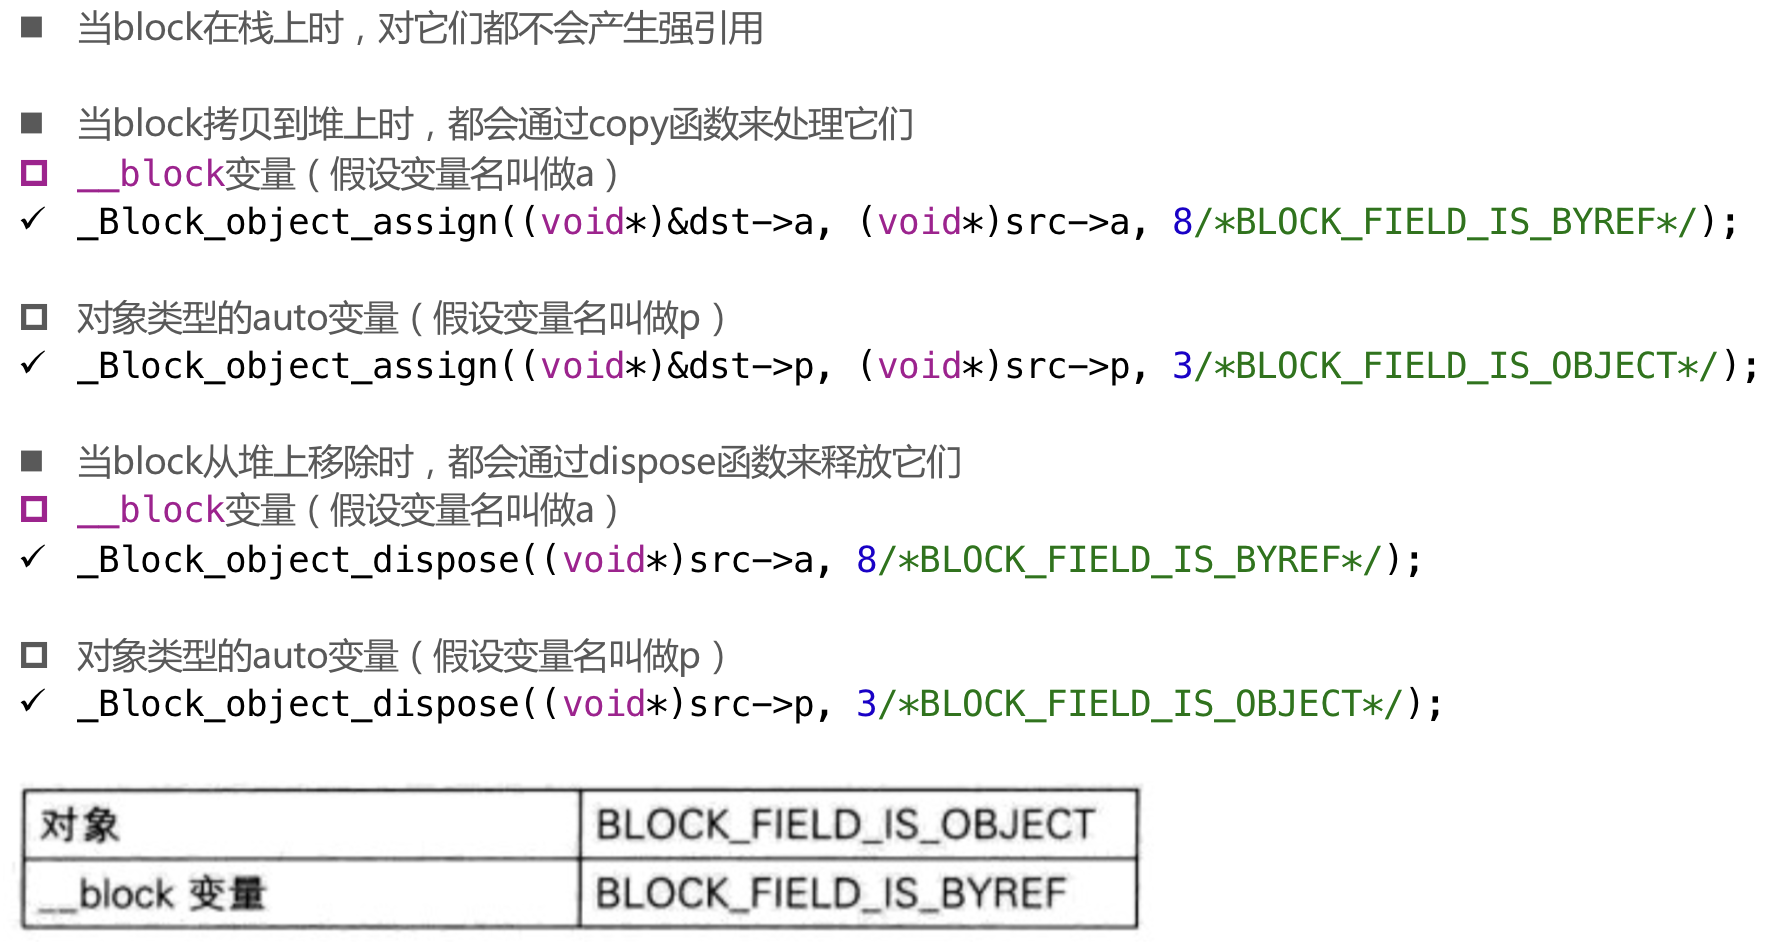 ■ 当block在栈上时，对它们都不会产生强引用
■ 当block拷贝到堆上时，都会通过copy函数来处理它们
□ __block变量（假设变量名叫做a）
✓ _Block_object_assign((void*)&dst->a, (void*)src->a, 8/*BLOCK_FIELD_IS_BYREF*/);
□ 对象类型的auto变量（假设变量名叫做p）
✓ _Block_object_assign((void*)&dst->p, (void*)src->p, 3/*BLOCK_FIELD_IS_OBJECT*/);
■ 当block从堆上移除时，都会通过dispose函数来释放它们
□ __block变量（假设变量名叫做a）
✓ _Block_object_dispose((void*)src->a, 8/*BLOCK_FIELD_IS_BYREF*/);
□ 对象类型的auto变量（假设变量名叫做p）
✓ _Block_object_dispose((void*)src->p, 3/*BLOCK_FIELD_IS_OBJECT*/);
对象 BLOCK_FIELD_IS_OBJECT
__block 变量 BLOCK_FIELD_IS_BYREF